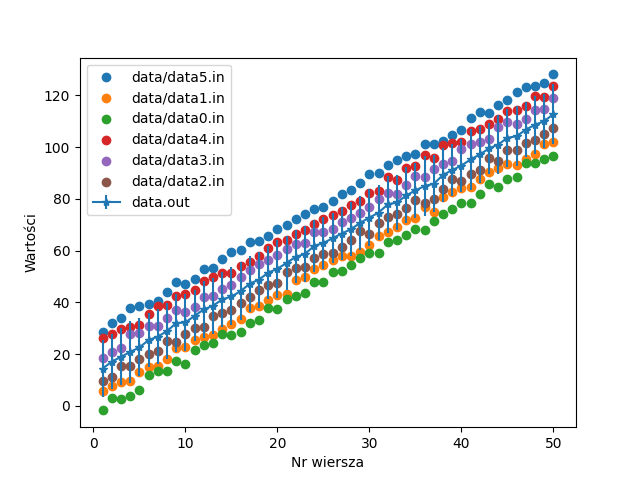 data/data5.in
data/data1.in
data/data0.in
data/data4.in
data/data3.in
data/data2.in
data.out
Wartości
120
100
80
60
40
20
0
0 10 20 30 40 50
Nr wiersza